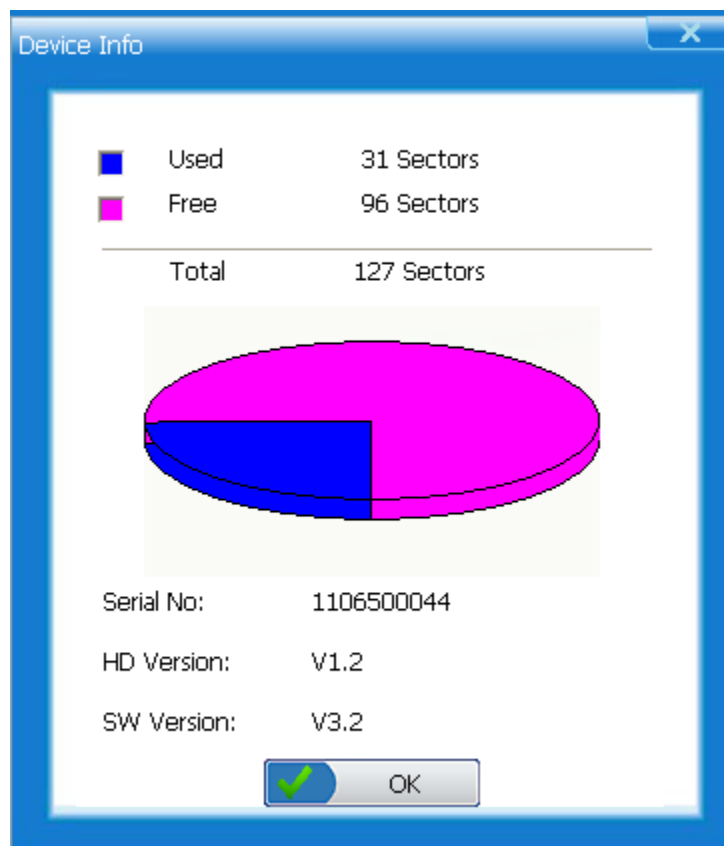 Device Info
Used 31 Sectors
Free 96 Sectors
Total 127 Sectors
Serial No: 1106500044
HD Version: V1.2
SW Version: V3.2
OK